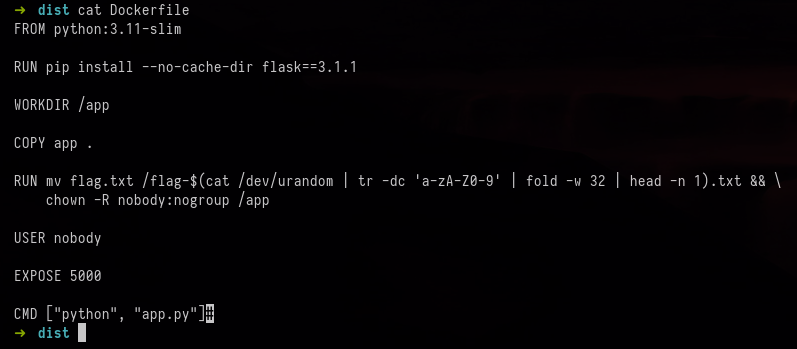 → dist cat Dockerfile
FROM python:3.11-slim
RUN pip install --no-cache-dir flask==3.1.1
WORKDIR /app
COPY app .
RUN mv flag.txt /flag-$(cat /dev/urandom | tr -dc 'a-zA-Z0-9' | fold -w 32 | head -n 1).txt && \
    chown -R nobody:nogroup /app
USER nobody
EXPOSE 5000
CMD ["python", "app.py"]#
→ dist